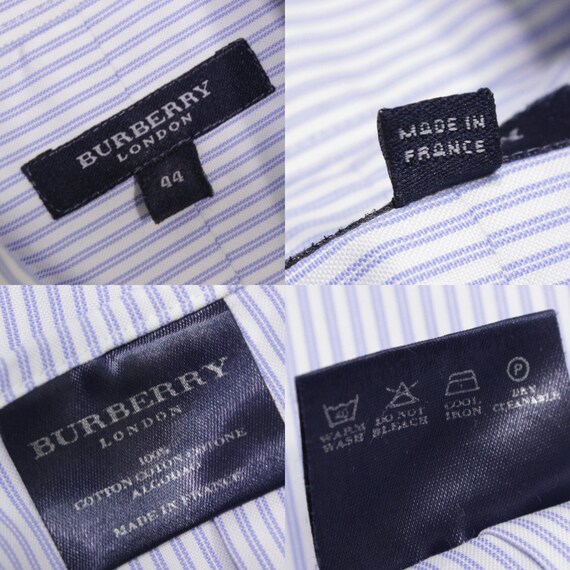 BURBERRY
LONDON
44
MADE IN
FRANCE
BURBERRY
LONDON
100%
COTTON COTON COTONE
MADE IN FRANCE
40
WARM
WASH
DO NOT
BLEACH
COOL
IRON
P
DRY
CLEANABLE